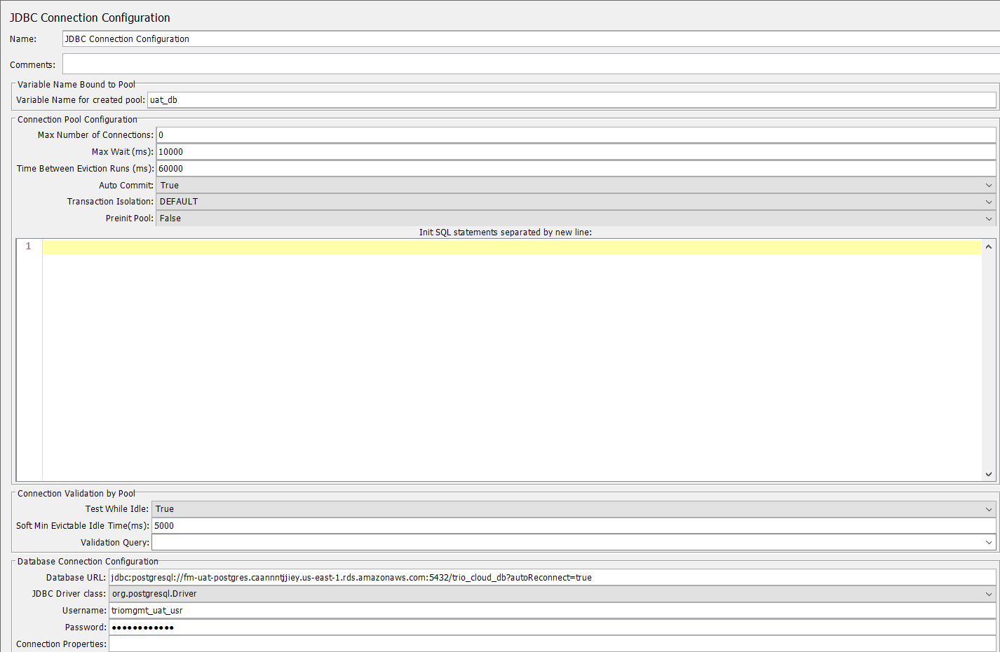 JDBC Connection Configuration
Name: JDBC Connection Configuration
Comments:
Variable Name Bound to Pool
Variable Name for created pool: uat_db
Connection Pool Configuration
Max Number of Connections: 0
Max Wait (ms): 10000
Time Between Eviction Runs (ms): 60000
Auto Commit: True
Transaction Isolation: DEFAULT
Preinit Pool: False
Init SQL statements separated by new line:
1
Connection Validation by Pool
Test While Idle: True
Soft Min Evictable Idle Time(ms): 5000
Validation Query:
Database Connection Configuration
Database URL: jdbc:postgresql://fm-uat-postgres.caannntjjiey.us-east-1.rds.amazonaws.com:5432/trio_cloud_db?autoReconnect=true
JDBC Driver class: org.postgresql.Driver
Username: triomgmt_uat_usr
Password: ●●●●●●●●●●●●
Connection Properties: